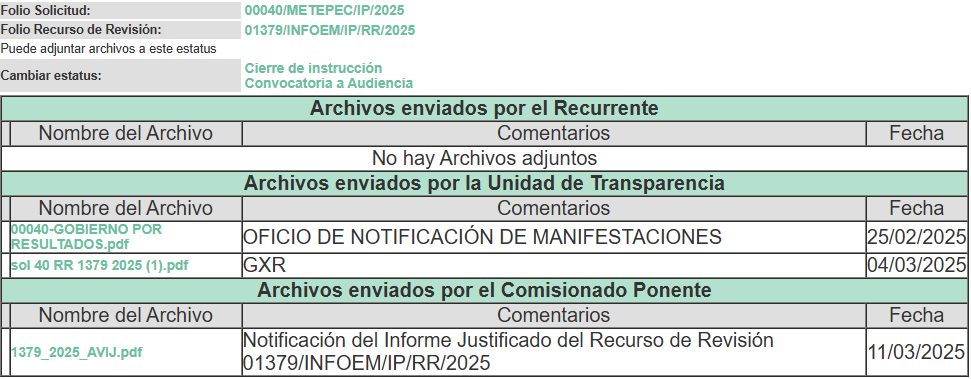 Folio Solicitud: 00040/METEPEC/IP/2025
Folio Recurso de Revisión: 01379/INFOEM/IP/RR/2025
Puede adjuntar archivos a este estatus
Cambiar estatus: Cierre de instrucción
Convocatoria a Audiencia
Archivos enviados por el Recurrente
Nombre del Archivo Comentarios Fecha
No hay Archivos adjuntos
Archivos enviados por la Unidad de Transparencia
Nombre del Archivo Comentarios Fecha
00040-GOBIERNO POR
RESULTADOS.pdf OFICIO DE NOTIFICACIÓN DE MANIFESTACIONES 25/02/2025
sol 40 RR 1379 2025 (1).pdf GXR 04/03/2025
Archivos enviados por el Comisionado Ponente
Nombre del Archivo Comentarios Fecha
1379_2025_AVIJ.pdf Notificación del Informe Justificado del Recurso de Revisión
01379/INFOEM/IP/RR/2025 11/03/2025